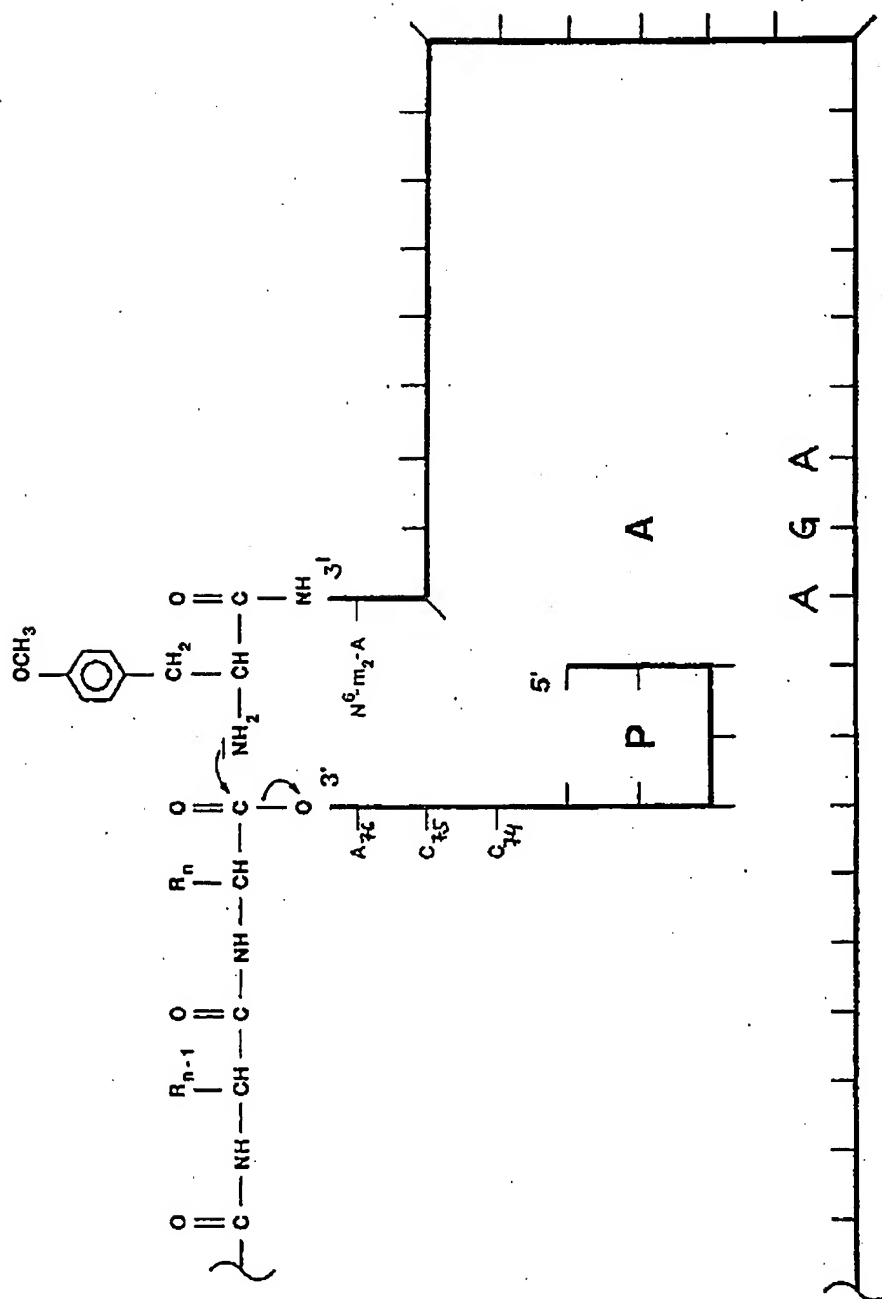 OCH₃
O Rₙ₋₁ O Rₙ O CH₂ O
C — NH — CH — C — NH — CH — C NH₂ — CH — C
O NH
3' 3'
A₇₆ N⁶-m₂-A
C₇₅
C₇₄
5'
P A
A G A